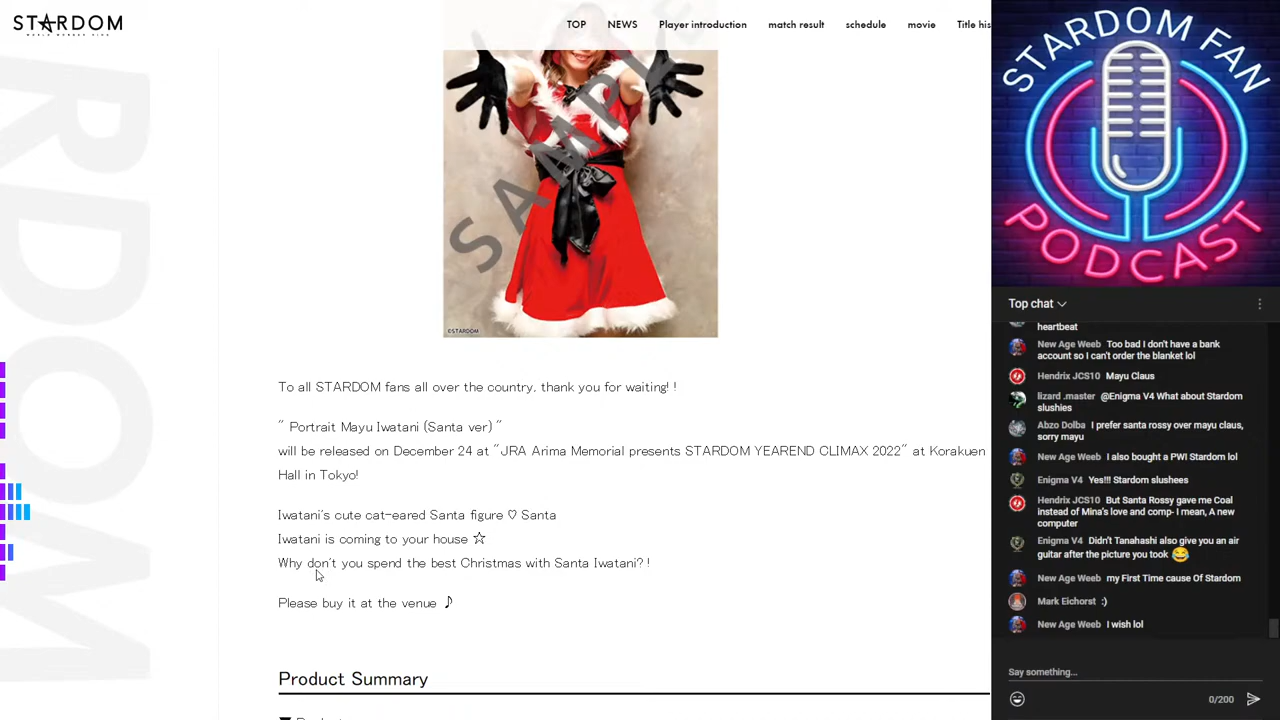 STARDOM
TOP NEWS Player introduction match result schedule movie Title his
RDOM
SAMPLE
©STARDOM
To all STARDOM fans all over the country, thank you for waiting! !
" Portrait Mayu Iwatani (Santa ver) "
will be released on December 24 at "JRA Arima Memorial presents STARDOM YEAREND CLIMAX 2022" at Korakuen
Hall in Tokyo!
Iwatani's cute cat-eared Santa figure ♡ Santa
Iwatani is coming to your house ☆
Why don't you spend the best Christmas with Santa Iwatani? !
Please buy it at the venue ♪
Product Summary
STARDOM FAN
PODCAST
Top chat
heartbeat
New Age Weeb Too bad I don't have a bank
account so I can't order the blanket lol
Hendrix JCS10 Mayu Claus
lizard .master @Enigma V4 What about Stardom
slushies
Abzo Dolba I prefer santa rossy over mayu claus,
sorry mayu
New Age Weeb I also bought a PWI Stardom lol
Enigma V4 Yes!!! Stardom slushees
Hendrix JCS10 But Santa Rossy gave me Coal
instead of Mina's love and comp- I mean, A new
computer
Enigma V4 Didn't Tanahashi also give you an air
guitar after the picture you took 😂
New Age Weeb my First Time cause Of Stardom
Mark Eichorst :)
New Age Weeb I wish lol
Say something...
0/200